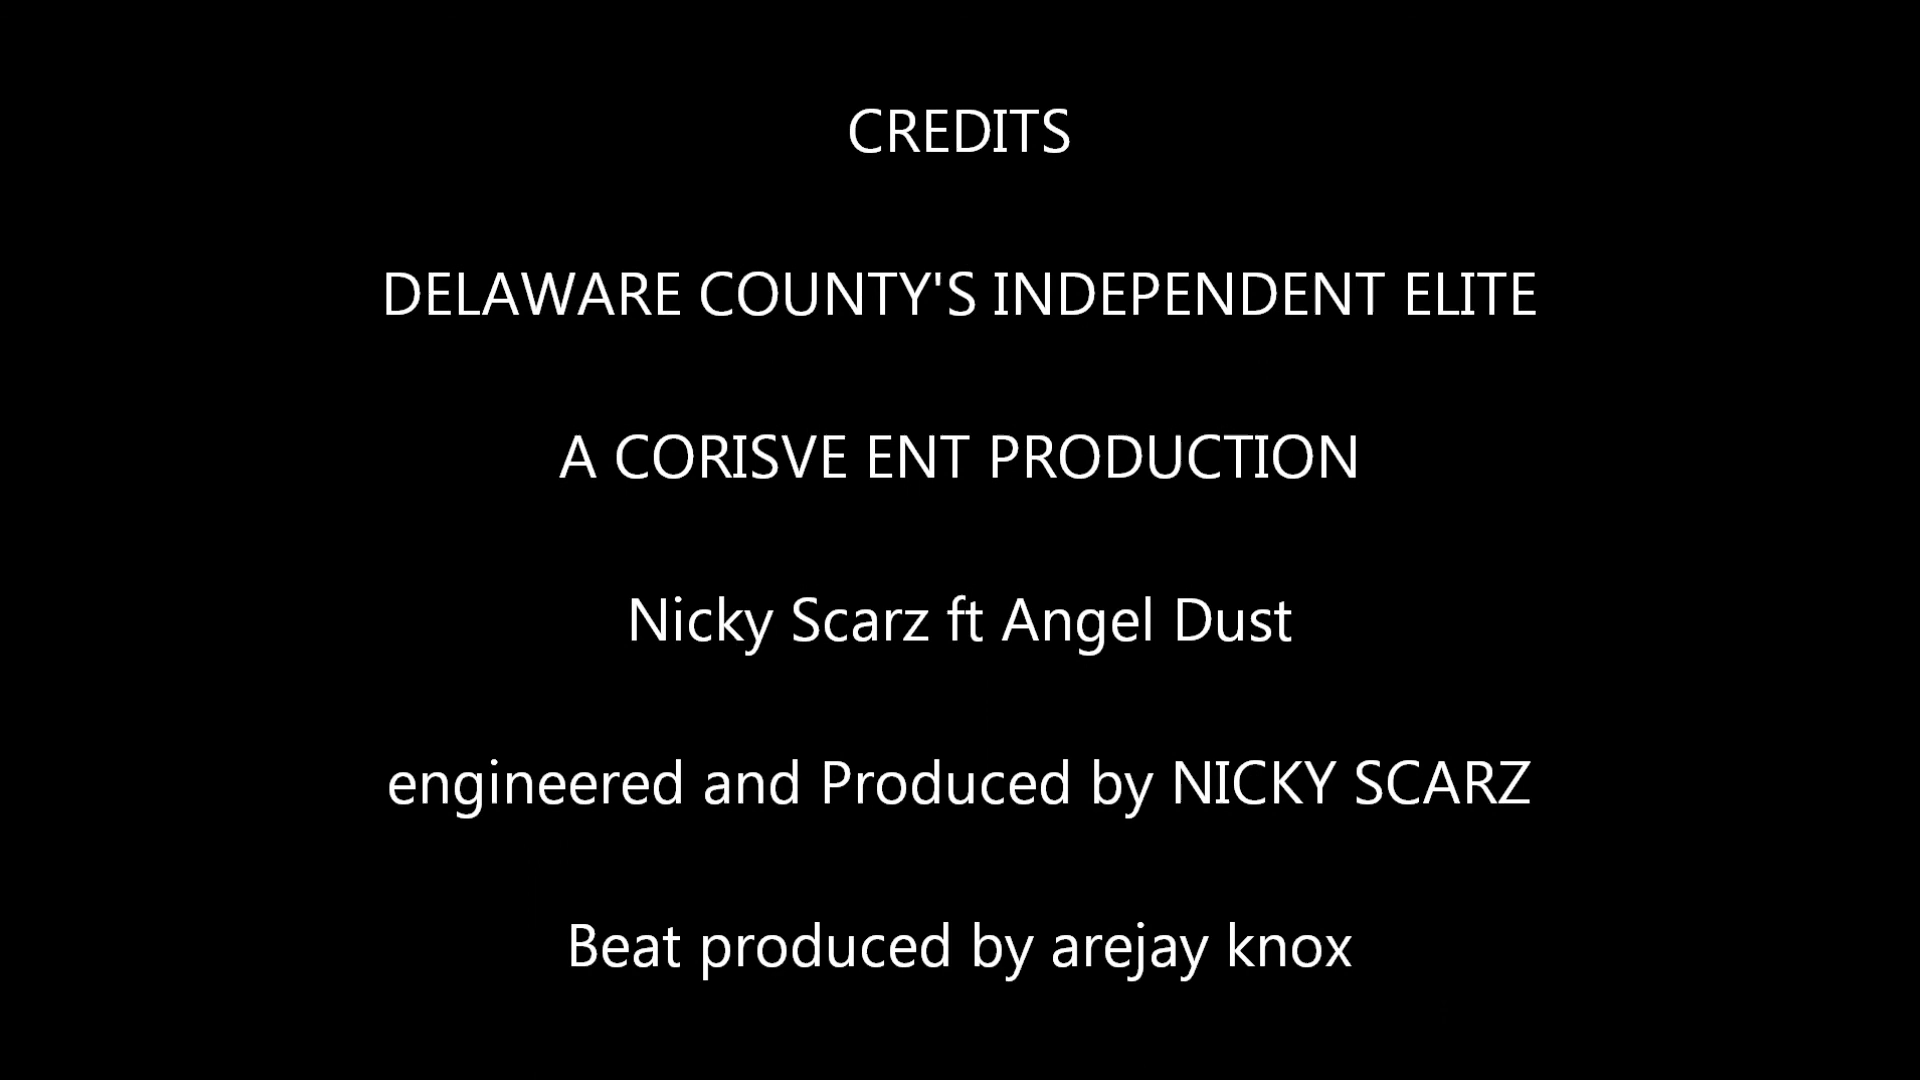 CREDITS
DELAWARE COUNTY'S INDEPENDENT ELITE
A CORISVE ENT PRODUCTION
Nicky Scarz ft Angel Dust
engineered and Produced by NICKY SCARZ
Beat produced by arejay knox